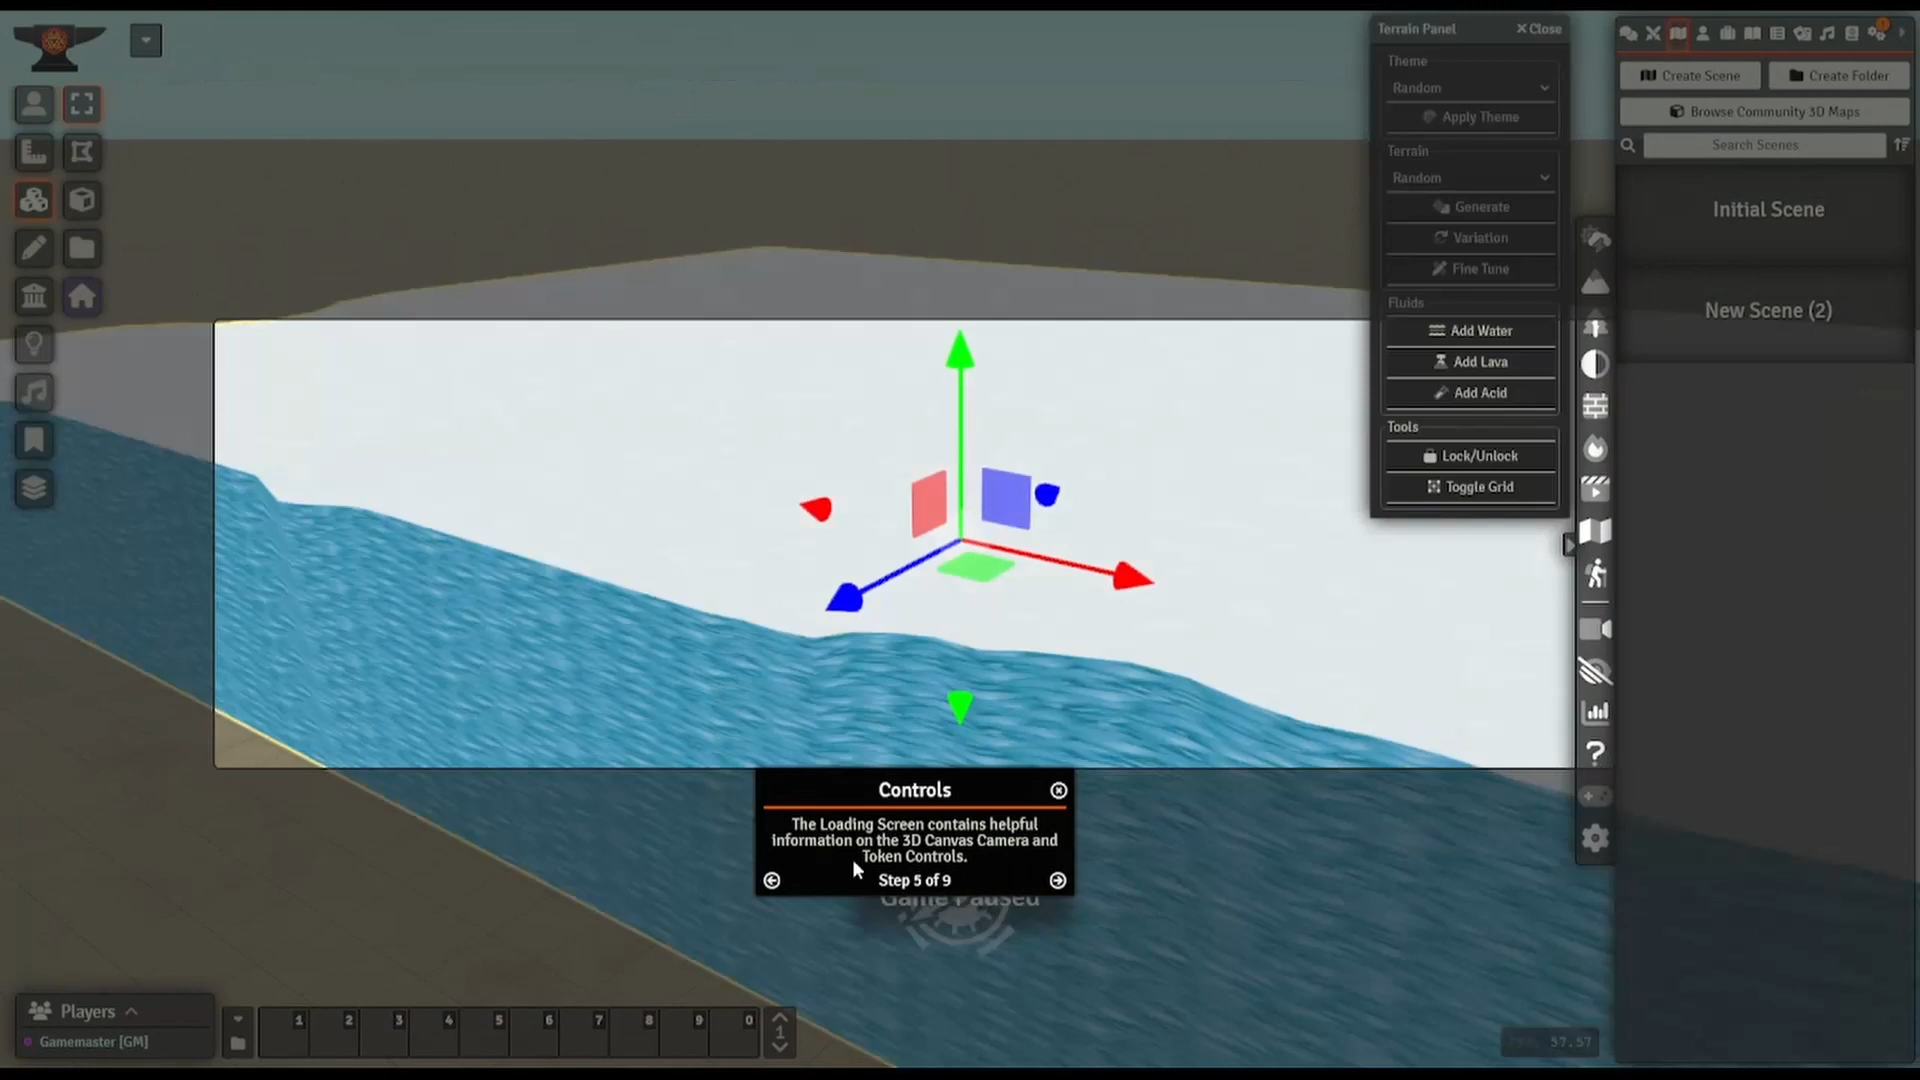 Terrain Panel
Close
Theme
Random
Apply Theme
Terrain
Random
Generate
Variation
Fine Tune
Fluids
Add Water
Add Lava
Add Acid
Tools
Lock/Unlock
Toggle Grid
Create Scene
Create Folder
Browse Community 3D Maps
Search Scenes
Initial Scene
New Scene (2)
Controls
The Loading Screen contains helpful
information on the 3D Canvas Camera and
Token Controls.
Step 5 of 9
Game Paused
Players
Gamemaster [GM]
1 2 3 4 5 6 7 8 9 0
1
57.57